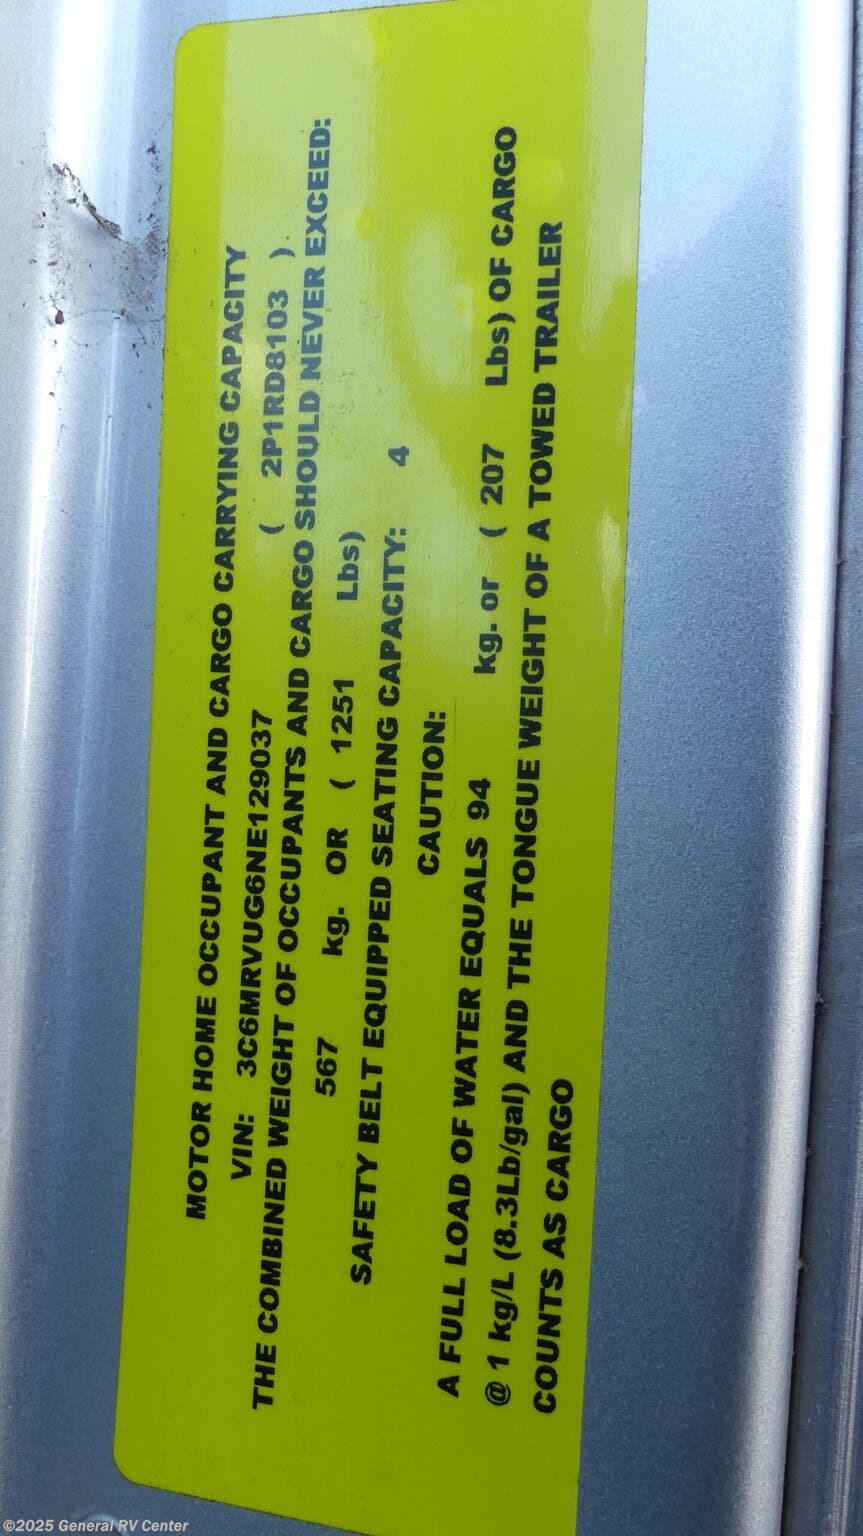 MOTOR HOME OCCUPANT AND CARGO CARRYING CAPACITY
VIN: 3C6MRVUG6NE129037 ( 2P1RD8103 )
THE COMBINED WEIGHT OF OCCUPANTS AND CARGO SHOULD NEVER EXCEED:
567 kg. OR ( 1251 Lbs)
SAFETY BELT EQUIPPED SEATING CAPACITY: 4
CAUTION:
A FULL LOAD OF WATER EQUALS 94 kg. or ( 207 Lbs) OF CARGO
@ 1 kg/L (8.3Lb/gal) AND THE TONGUE WEIGHT OF A TOWED TRAILER
COUNTS AS CARGO
©2025 General RV Center